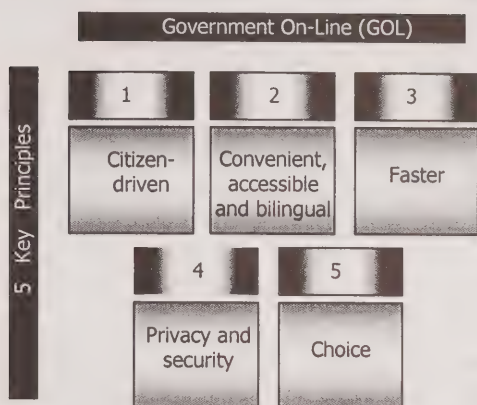 Government On-Line (GOL)
5 Key Principles
1
2
3
Citizen-
driven
Convenient,
accessible
and bilingual
Faster
4
5
Privacy and
security
Choice